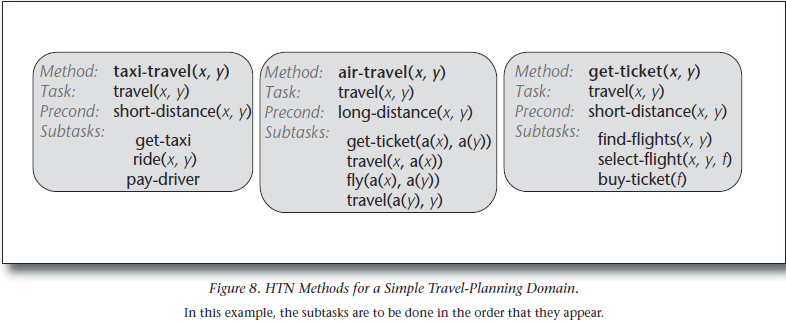 Method: taxi-travel(x, y)
Task: travel(x, y)
Precond: short-distance(x, y)
Subtasks:
get-taxi
ride(x, y)
pay-driver
Method: air-travel(x, y)
Task: travel(x, y)
Precond: long-distance(x, y)
Subtasks:
get-ticket(a(x), a(y))
travel(x, a(x))
fly(a(x), a(y))
travel(a(y), y)
Method: get-ticket(x, y)
Task: travel(x, y)
Precond: short-distance(x, y)
Subtasks:
find-flights(x, y)
select-flight(x, y, f)
buy-ticket(f)
Figure 8. HTN Methods for a Simple Travel-Planning Domain.
In this example, the subtasks are to be done in the order that they appear.